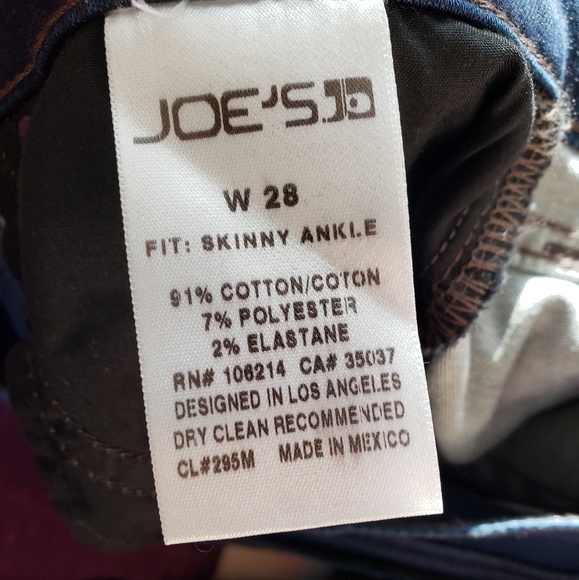 JOE'S.JD
W 28
FIT: SKINNY ANKLE
91% COTTON/COTON
7% POLYESTER
2% ELASTANE
RN# 106214 CA# 35037
DESIGNED IN LOS ANGELES
DRY CLEAN RECOMMENDED
CL#295M MADE IN MEXICO